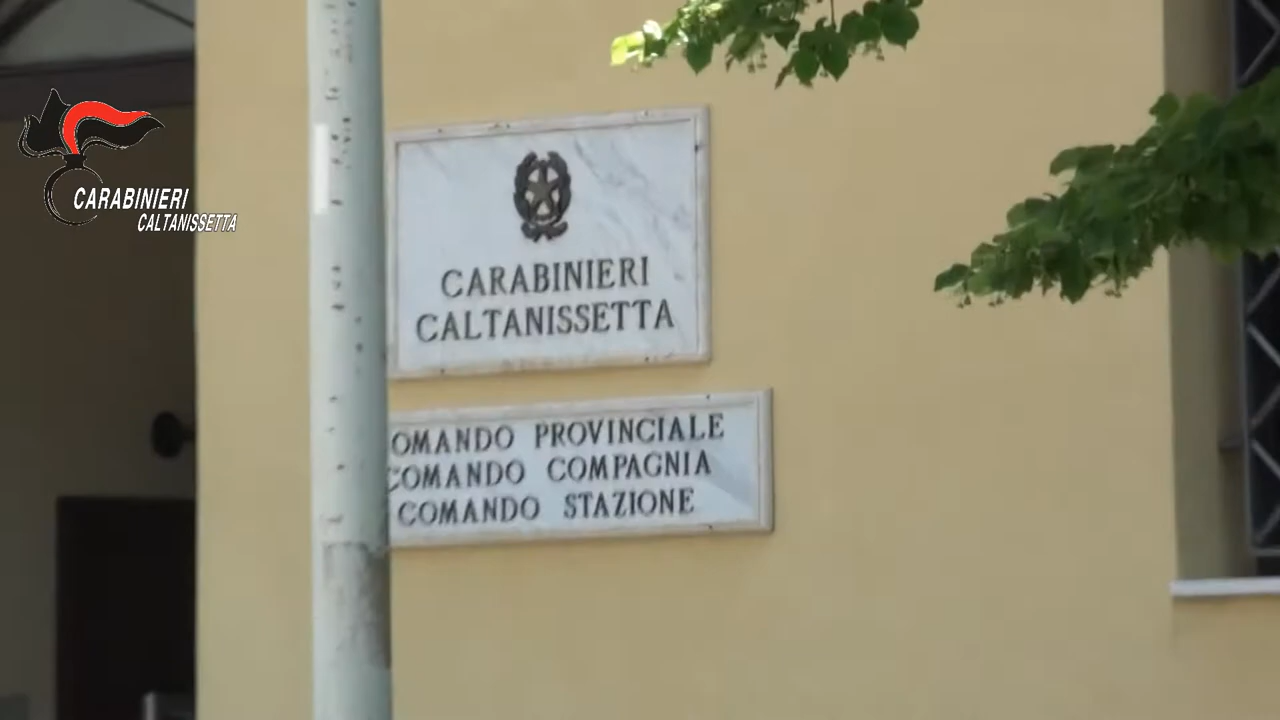 CARABINIERI
CALTANISSETTA
CARABINIERI
CALTANISSETTA
OMANDO PROVINCIALE
COMANDO COMPAGNIA
COMANDO STAZIONE